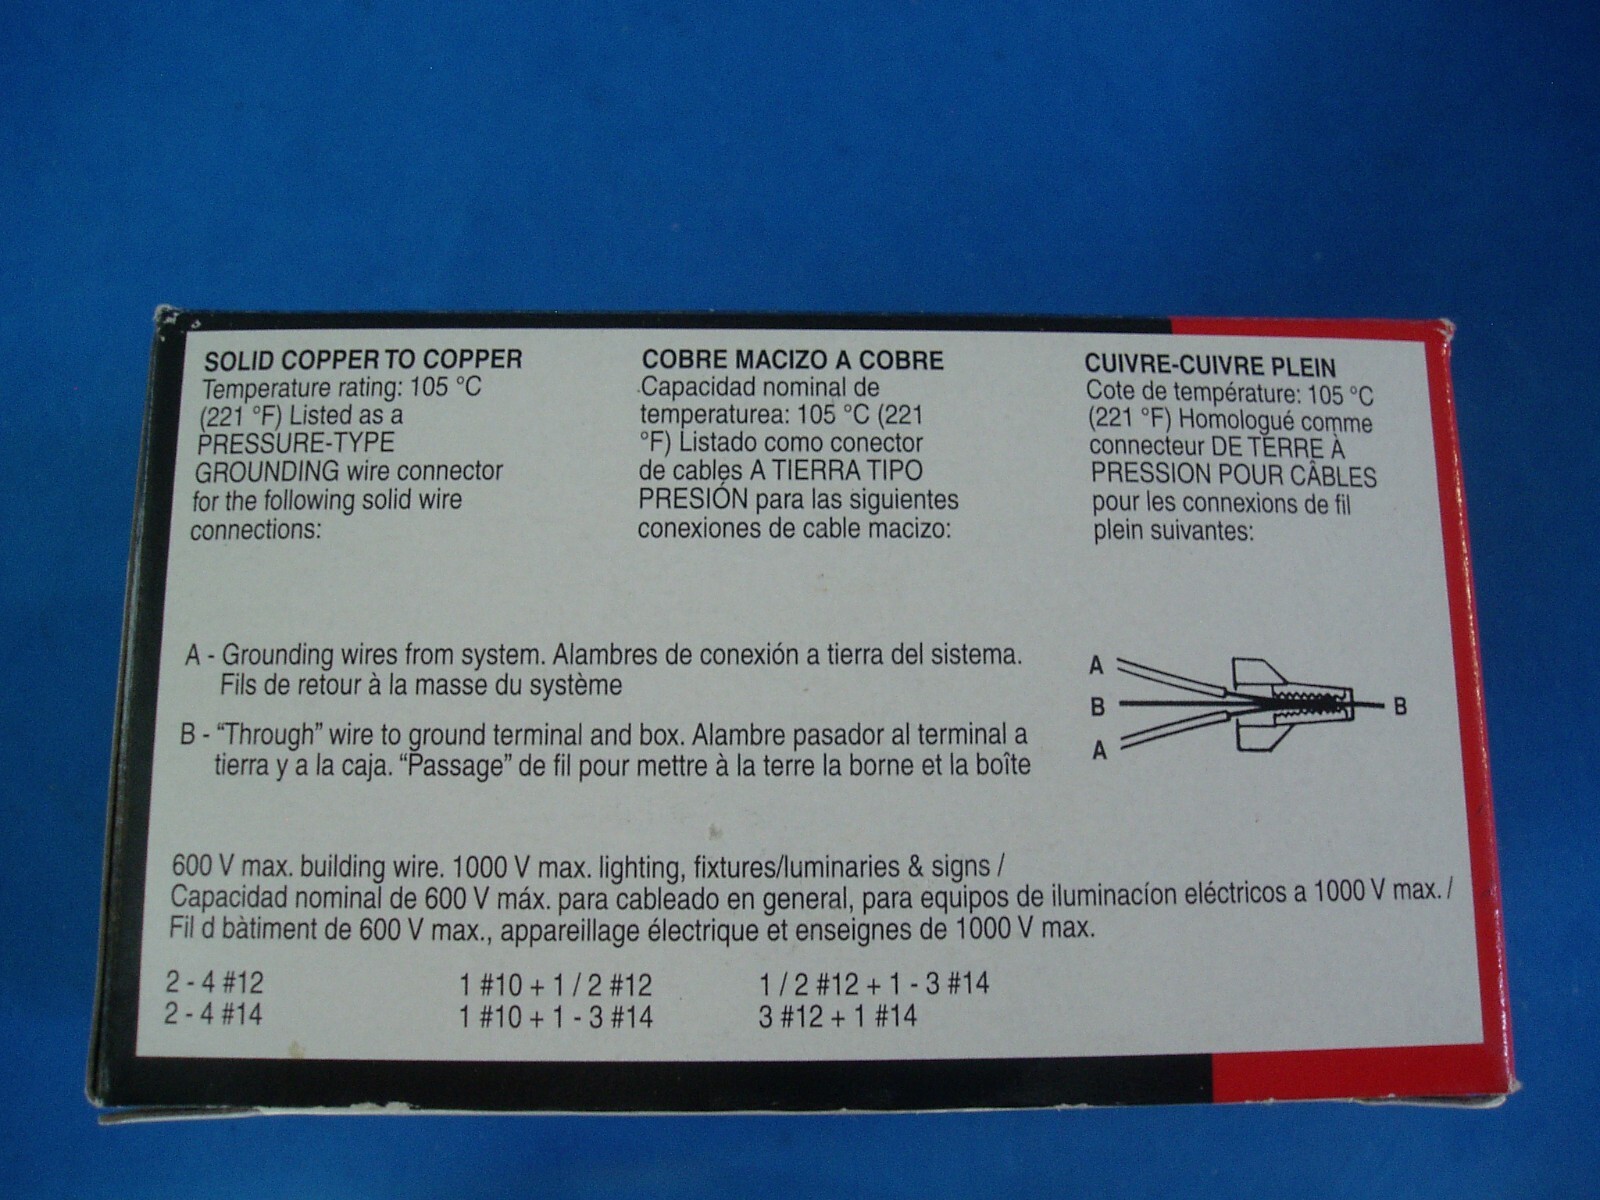 SOLID COPPER TO COPPER
Temperature rating: 105 °C
(221 °F) Listed as a
PRESSURE-TYPE
GROUNDING wire connector
for the following solid wire
connections:
COBRE MACIZO A COBRE
Capacidad nominal de
temperaturea: 105 °C (221
°F) Listado como conector
de cables A TIERRA TIPO
PRESIÓN para las siguientes
conexiones de cable macizo:
CUIVRE-CUIVRE PLEIN
Cote de température: 105 °C
(221 °F) Homologué comme
connecteur DE TERRE À
PRESSION POUR CÂBLES
pour les connexions de fil
plein suivantes:
A - Grounding wires from system. Alambres de conexión a tierra del sistema.
Fils de retour à la masse du système
B - “Through” wire to ground terminal and box. Alambre pasador al terminal a
tierra y a la caja. “Passage” de fil pour mettre à la terre la borne et la boîte
A
B
B
A
600 V max. building wire. 1000 V max. lighting, fixtures/luminaries & signs /
Capacidad nominal de 600 V máx. para cableado en general, para equipos de iluminacíon eléctricos a 1000 V max. /
Fil d bàtiment de 600 V max., appareillage électrique et enseignes de 1000 V max.
2 - 4 #12
1 #10 + 1 / 2 #12
1 / 2 #12 + 1 - 3 #14
2 - 4 #14
1 #10 + 1 - 3 #14
3 #12 + 1 #14